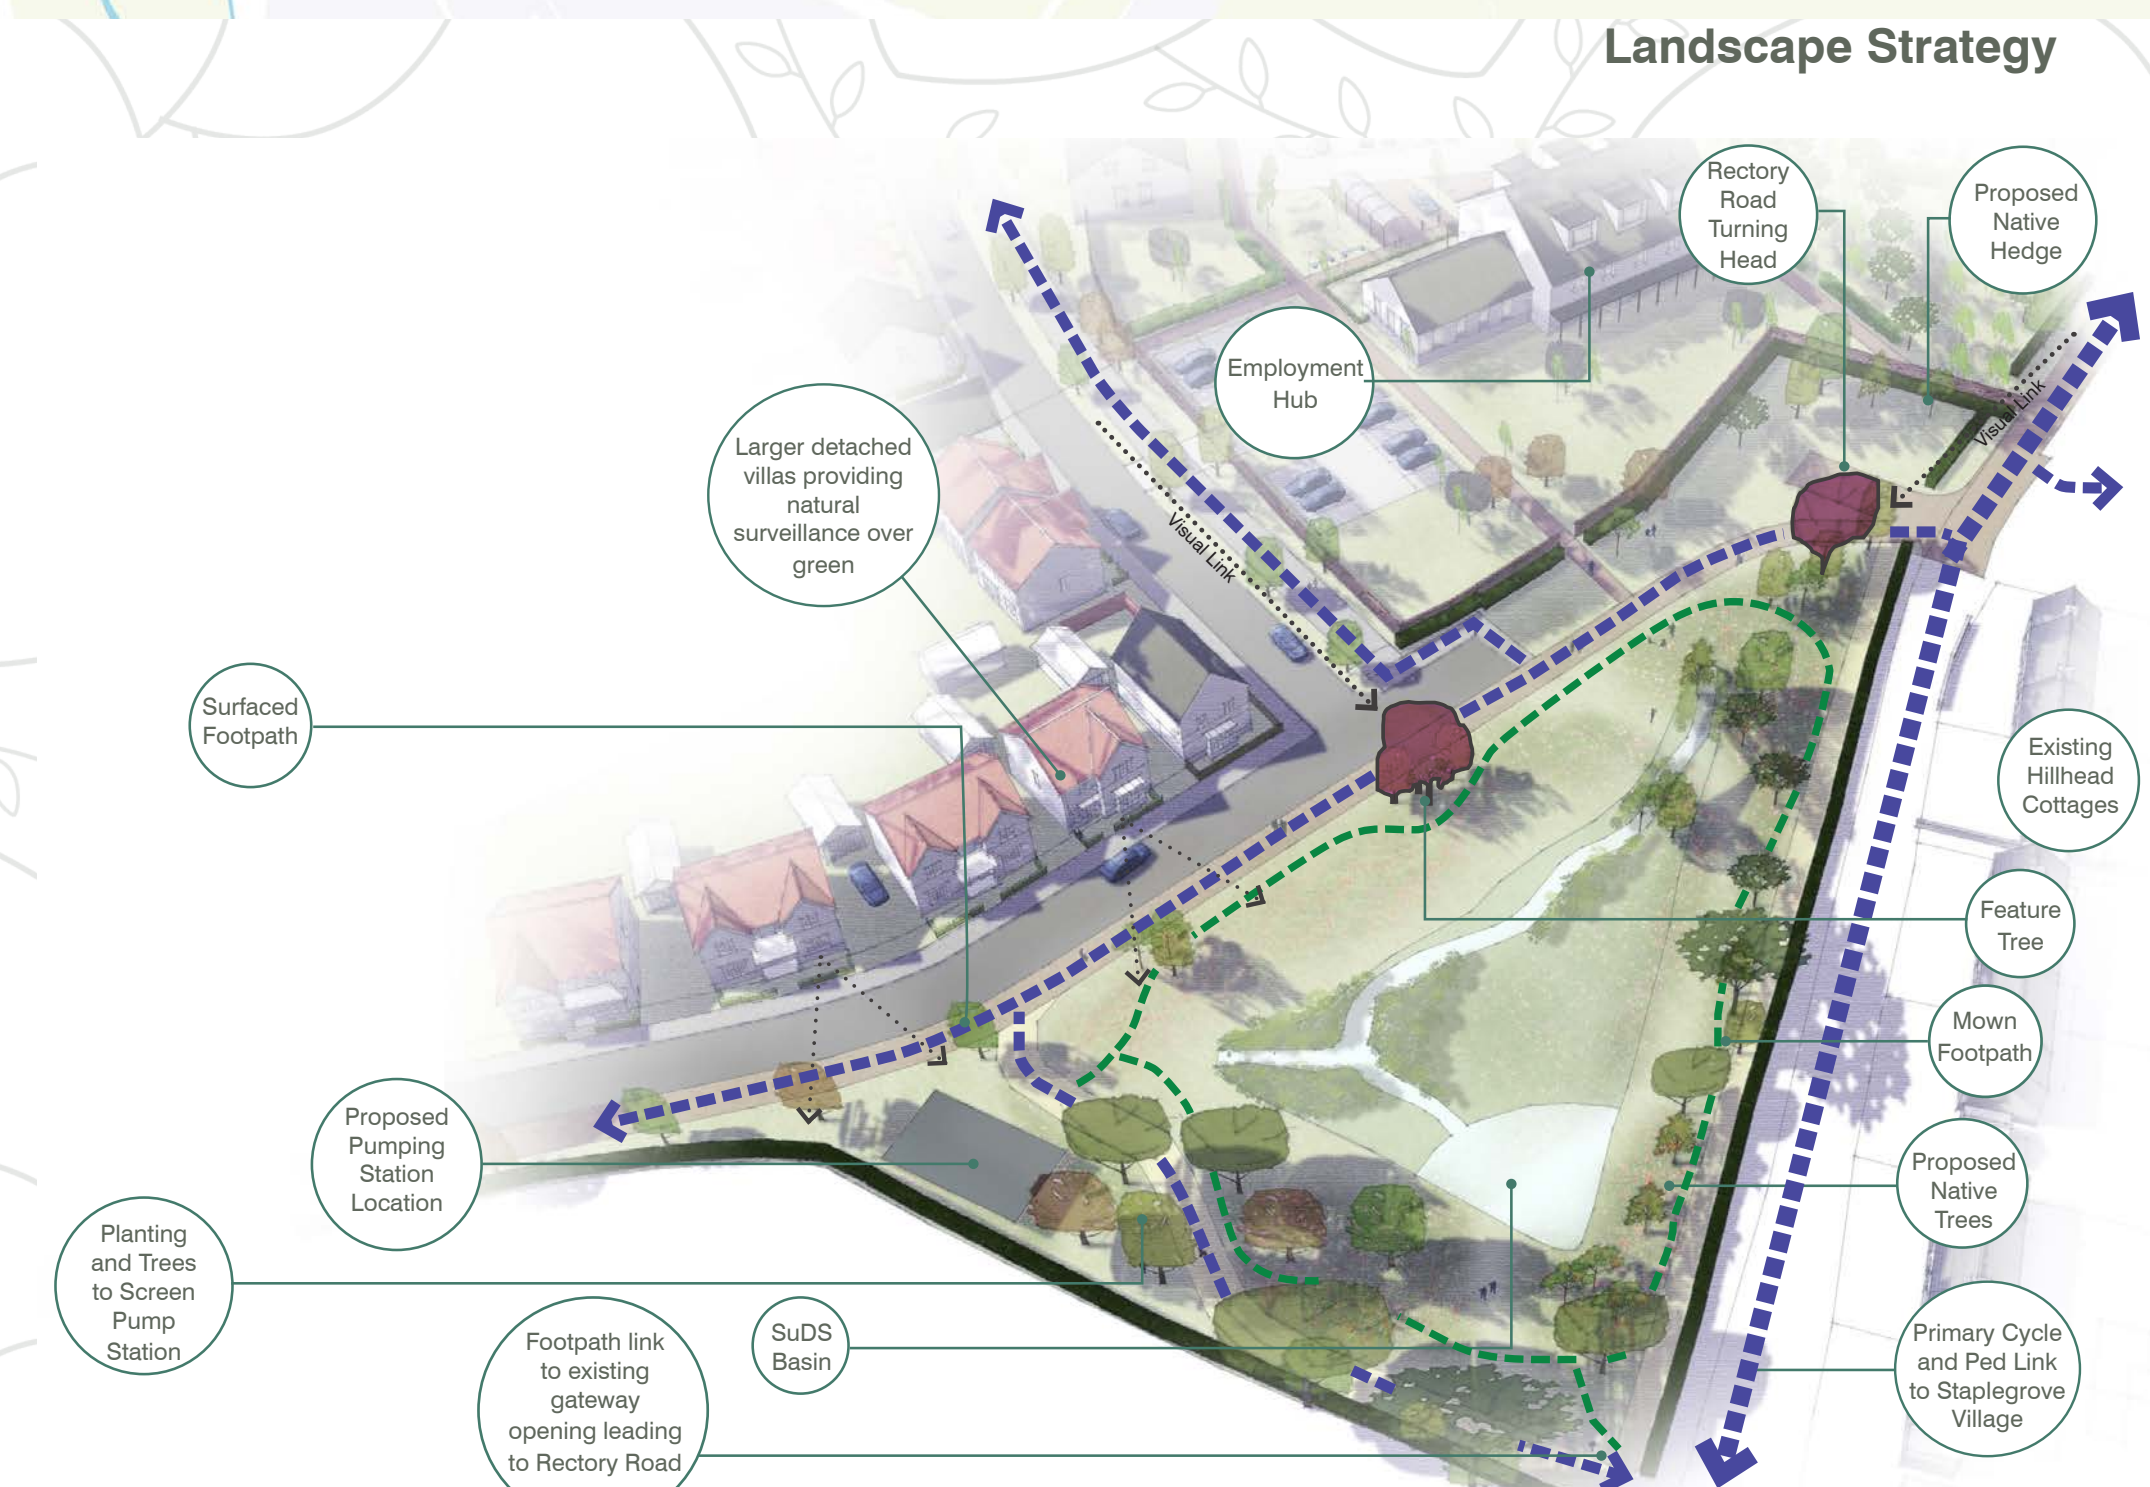 Landscape Strategy
Rectory
Road
Turning
Head
Proposed
Native
Hedge
Employment
Hub
Visual Link
Larger detached
villas providing
natural
surveillance over
green
Visual Link
Surfaced
Footpath
Existing
Hillhead
Cottages
Feature
Tree
Mown
Footpath
Proposed
Pumping
Station
Location
Proposed
Native
Trees
Planting
and Trees
to Screen
Pump
Station
Footpath link
to existing
gateway
opening leading
to Rectory Road
SuDS
Basin
Primary Cycle
and Ped Link
to Staplegrove
Village